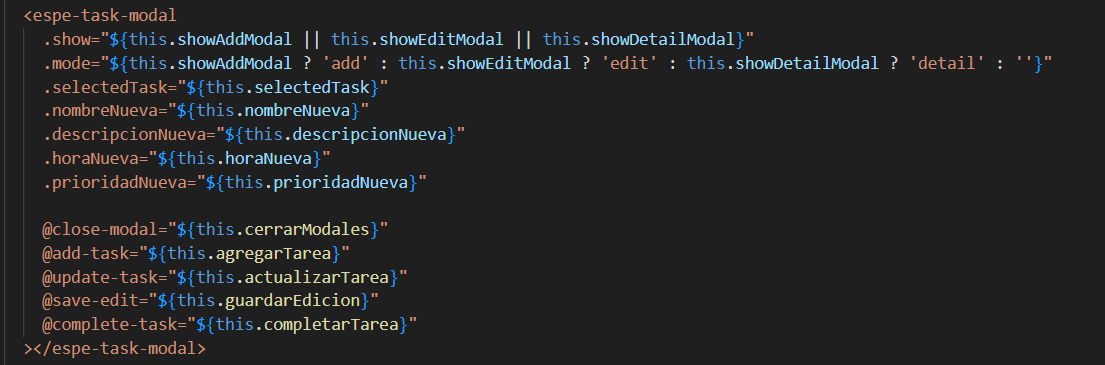 <espe-task-modal
.show="${this.showAddModal || this.showEditModal || this.showDetailModal}"
.mode="${this.showAddModal ? 'add' : this.showEditModal ? 'edit' : this.showDetailModal ? 'detail' : ''}"
.selectedTask="${this.selectedTask}"
.nombreNueva="${this.nombreNueva}"
.descripcionNueva="${this.descripcionNueva}"
.horaNueva="${this.horaNueva}"
.prioridadNueva="${this.prioridadNueva}"
@close-modal="${this.cerrarModales}"
@add-task="${this.agregarTarea}"
@update-task="${this.actualizarTarea}"
@save-edit="${this.guardarEdicion}"
@complete-task="${this.completarTarea}"
></espe-task-modal>